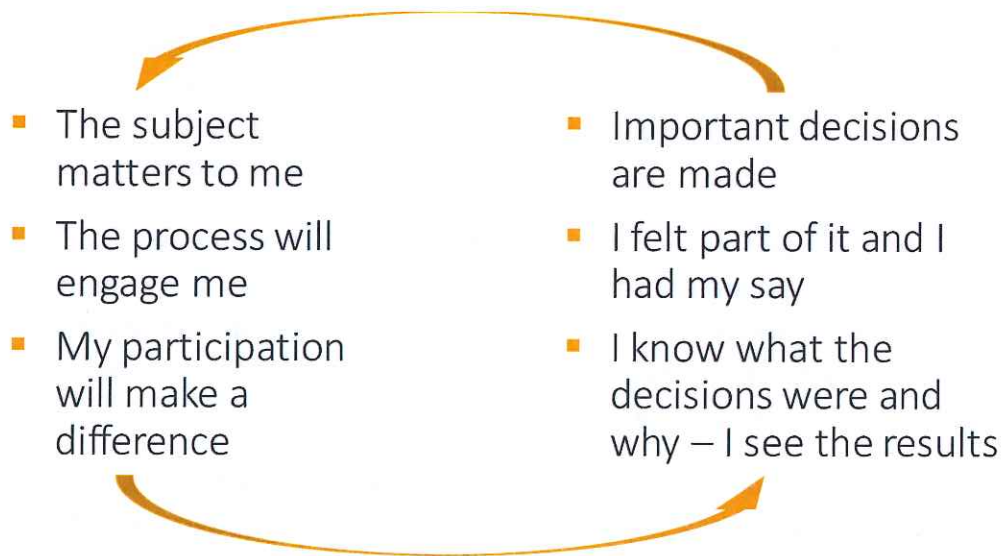 ▪ The subject
matters to me
▪ The process will
engage me
▪ My participation
will make a
difference
▪ Important decisions
are made
▪ I felt part of it and I
had my say
▪ I know what the
decisions were and
why – I see the results